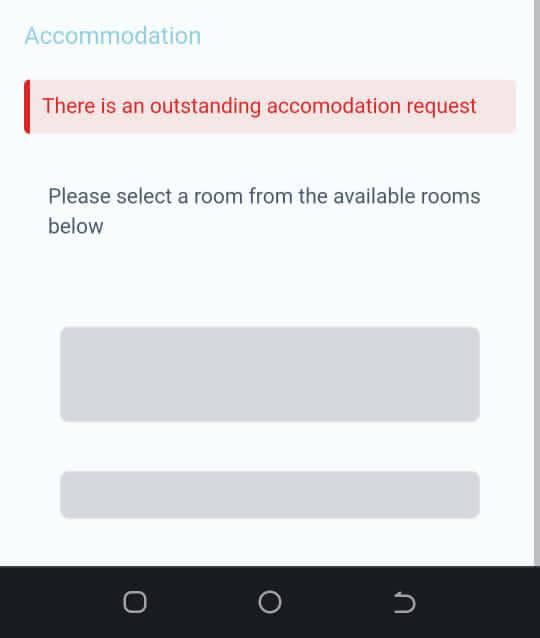 Accommodation
There is an outstanding accomodation request
Please select a room from the available rooms
below